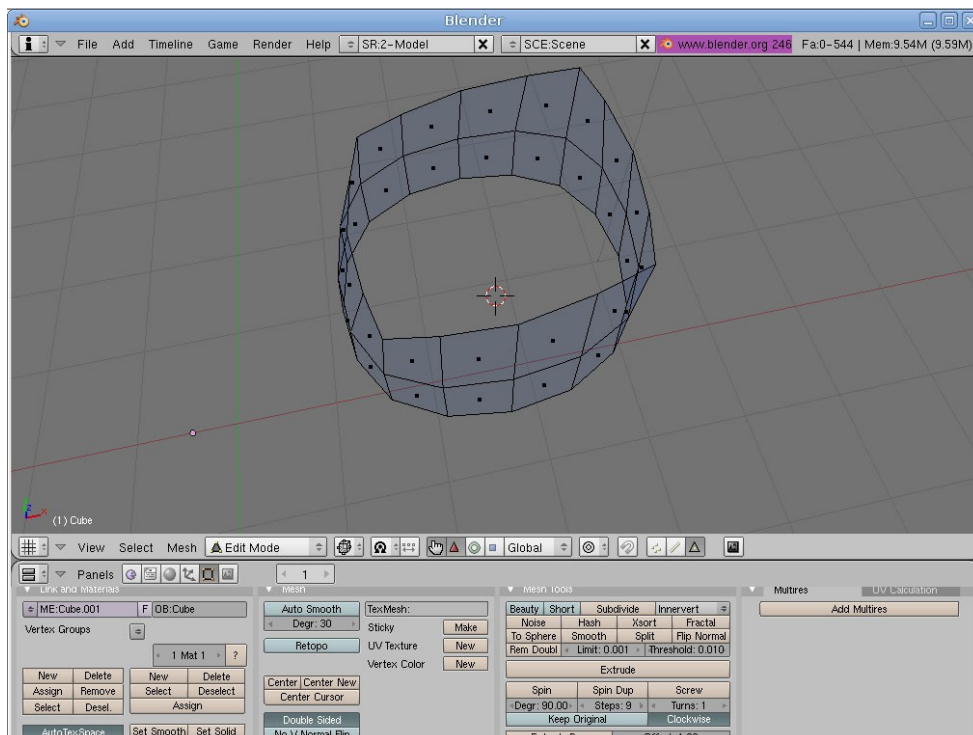 Blender
File Add Timeline Game Render Help SR:2-Model X SCE:Scene X www.blender.org 246 Fa:0-544 | Mem:9.54M (9.59M)
z x
(1) Cube
View Select Mesh Edit Mode Global
Panels 1
Link and Materials Mesh Mesh Tools Multires UV Calculation
ME:Cube.001 F OB:Cube
Vertex Groups
1 Mat 1 ?
New Delete New Delete
Assign Remove Select Deselect
Select Desel. Assign
AutoTexSpace Set Smooth Set Solid
Auto Smooth TexMesh:
Degr: 30 Sticky Make
Retopo UV Texture New
Vertex Color New
Center Center New
Center Cursor
Double Sided
No V.Normal Flip
Beauty Short Subdivide Innervert
Noise Hash Xsort Fractal
To Sphere Smooth Split Flip Normal
Rem Doubl Limit: 0.001 Threshold: 0.010
Extrude
Spin Spin Dup Screw
Degr: 90.00 Steps: 9 Turns: 1
Keep Original Clockwise
Add Multires